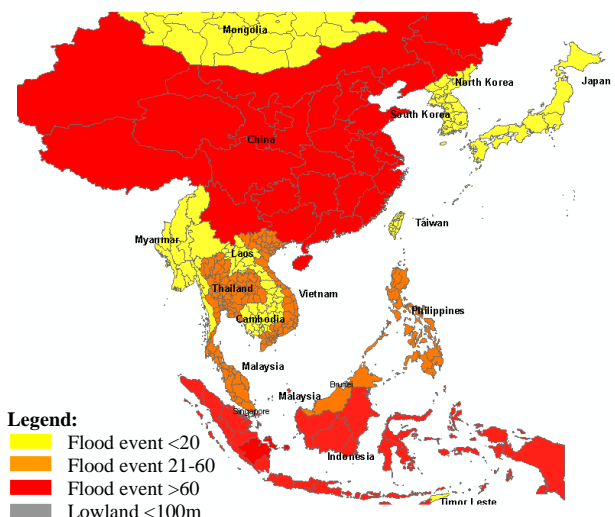 Mongolia
North Korea
Japan
South Korea
China
Taiwan
Myanmar
Laos
Thailand
Vietnam
Philippines
Cambodia
Malaysia
Brunei
Malaysia
Singapore
Indonesia
Timor Leste
Legend:
Flood event <20
Flood event 21-60
Flood event >60
Lowland <100m